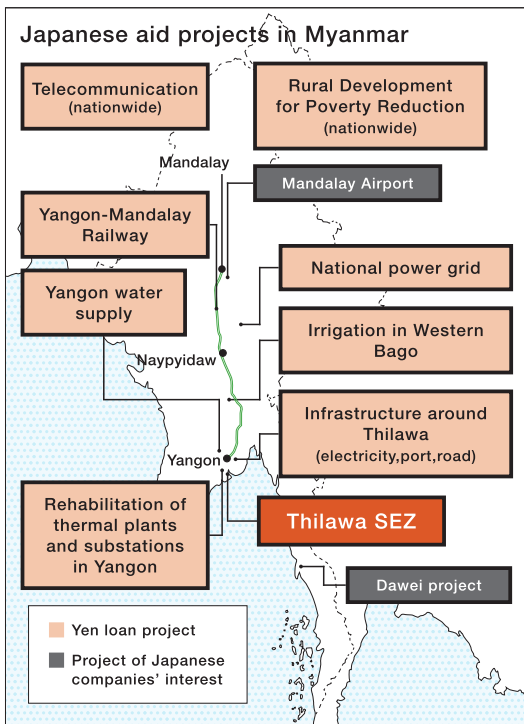 Japanese aid projects in Myanmar
Telecommunication
(nationwide)
Rural Development
for Poverty Reduction
(nationwide)
Mandalay
Mandalay Airport
Yangon-Mandalay
Railway
National power grid
Yangon water
supply
Irrigation in Western
Bago
Naypyidaw
Infrastructure around
Thilawa
(electricity,port,road)
Yangon
Rehabilitation of
thermal plants
and substations
in Yangon
Thilawa SEZ
Dawei project
Yen loan project
Project of Japanese
companies’ interest